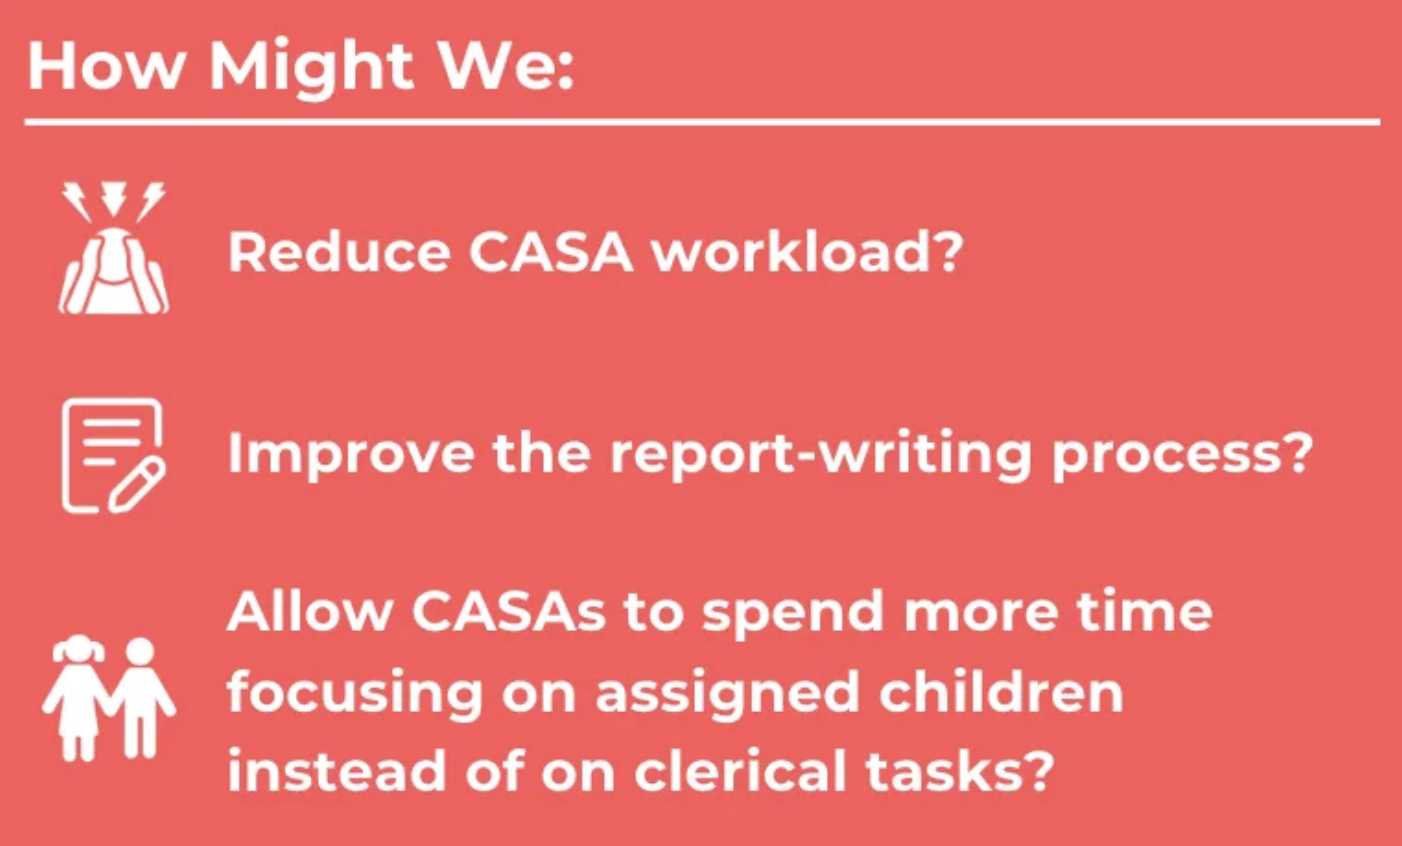 How Might We:
Reduce CASA workload?
Improve the report-writing process?
Allow CASAs to spend more time
focusing on assigned children
instead of on clerical tasks?